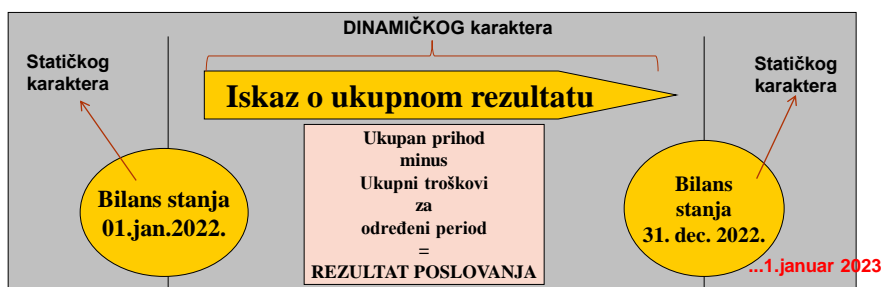 DINAMIČKOG karaktera
Statičkog
karaktera
Statičkog
karaktera
Iskaz o ukupnom rezultatu
Ukupan prihod
minus
Ukupni troškovi
za
određeni period
=
REZULTAT POSLOVANJA
Bilans stanja
01.jan.2022.
Bilans
stanja
31. dec. 2022.
...1.januar 2023